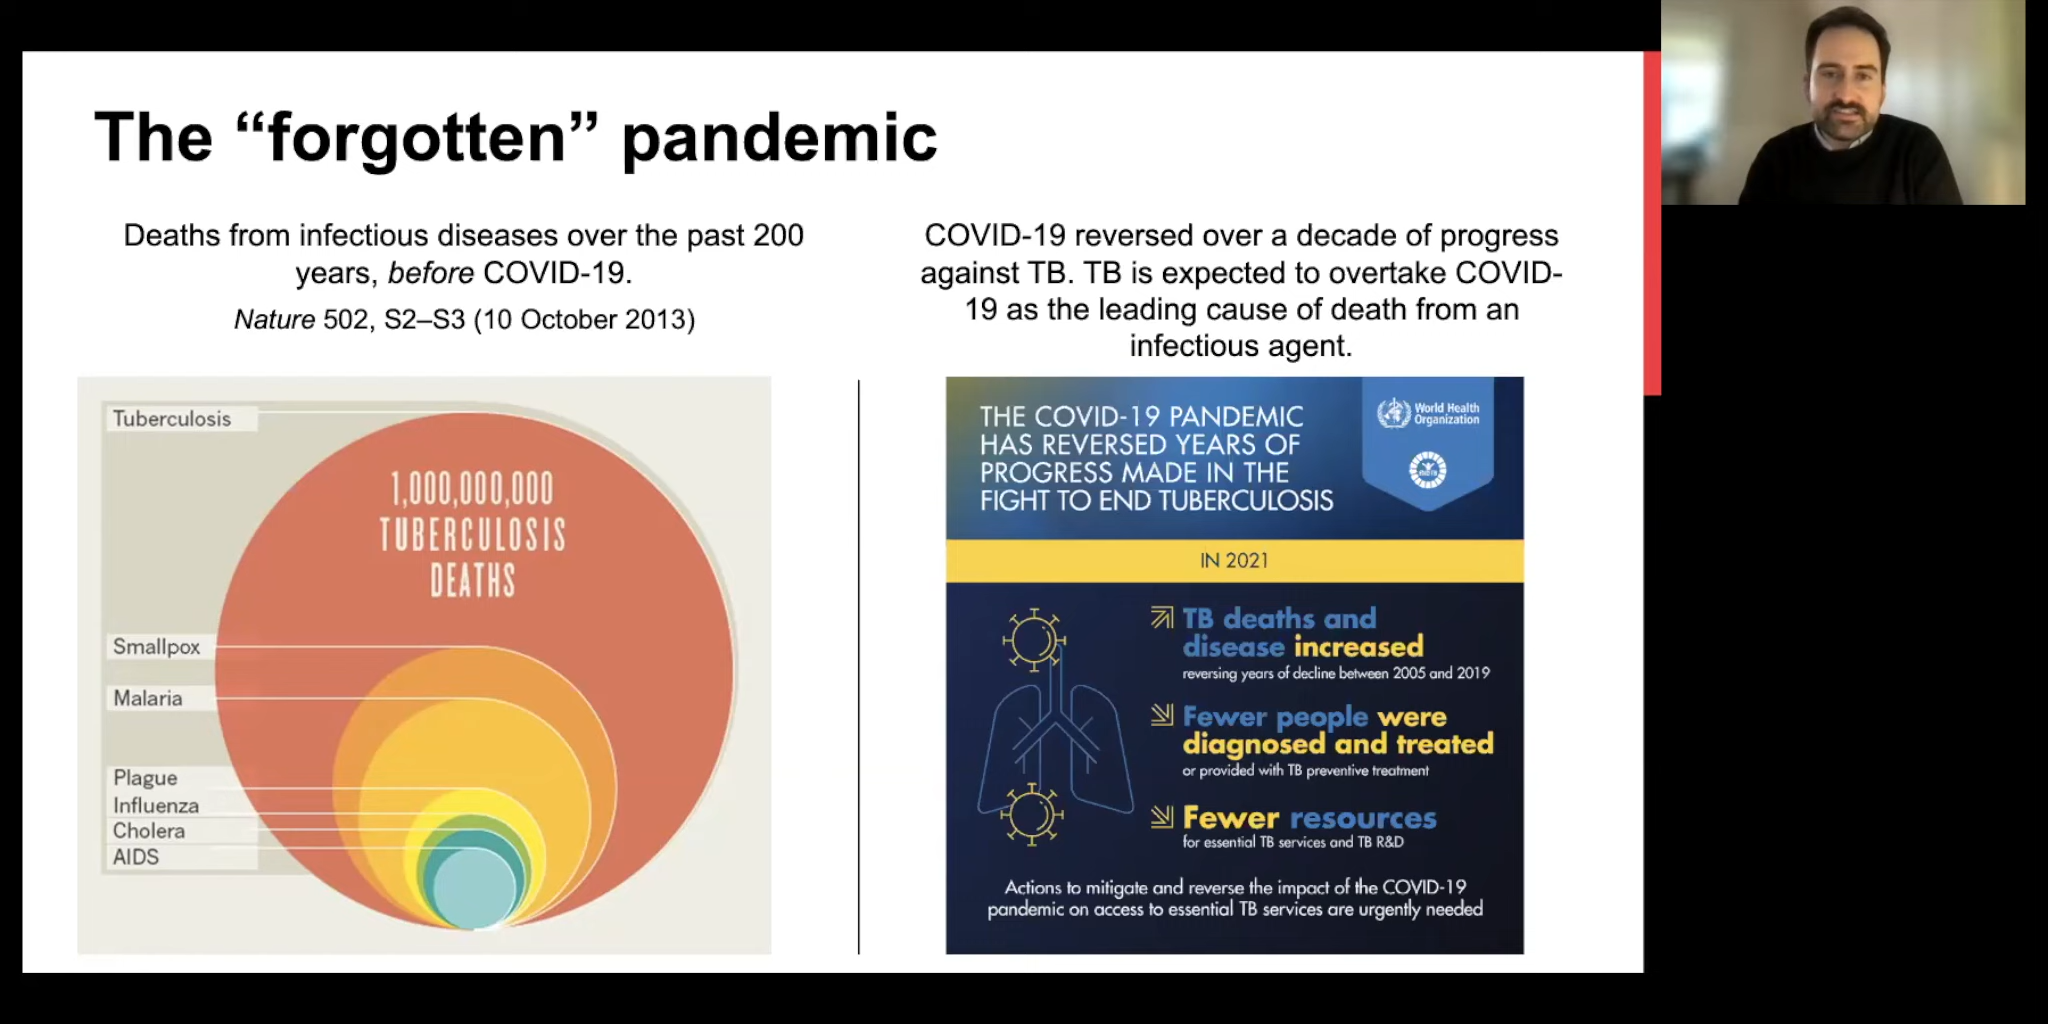 The “forgotten” pandemic
Deaths from infectious diseases over the past 200
years, before COVID-19.
Nature 502, S2–S3 (10 October 2013)
Tuberculosis
1,000,000,000
TUBERCULOSIS
DEATHS
Smallpox
Malaria
Plague
Influenza
Cholera
AIDS
COVID-19 reversed over a decade of progress
against TB. TB is expected to overtake COVID-
19 as the leading cause of death from an
infectious agent.
THE COVID-19 PANDEMIC
HAS REVERSED YEARS OF
PROGRESS MADE IN THE
FIGHT TO END TUBERCULOSIS
World Health
Organization
IN 2021
TB deaths and
disease increased
reversing years of decline between 2005 and 2019
Fewer people were
diagnosed and treated
or provided with TB preventive treatment
Fewer resources
for essential TB services and TB R&D
Actions to mitigate and reverse the impact of the COVID-19
pandemic on access to essential TB services are urgently needed